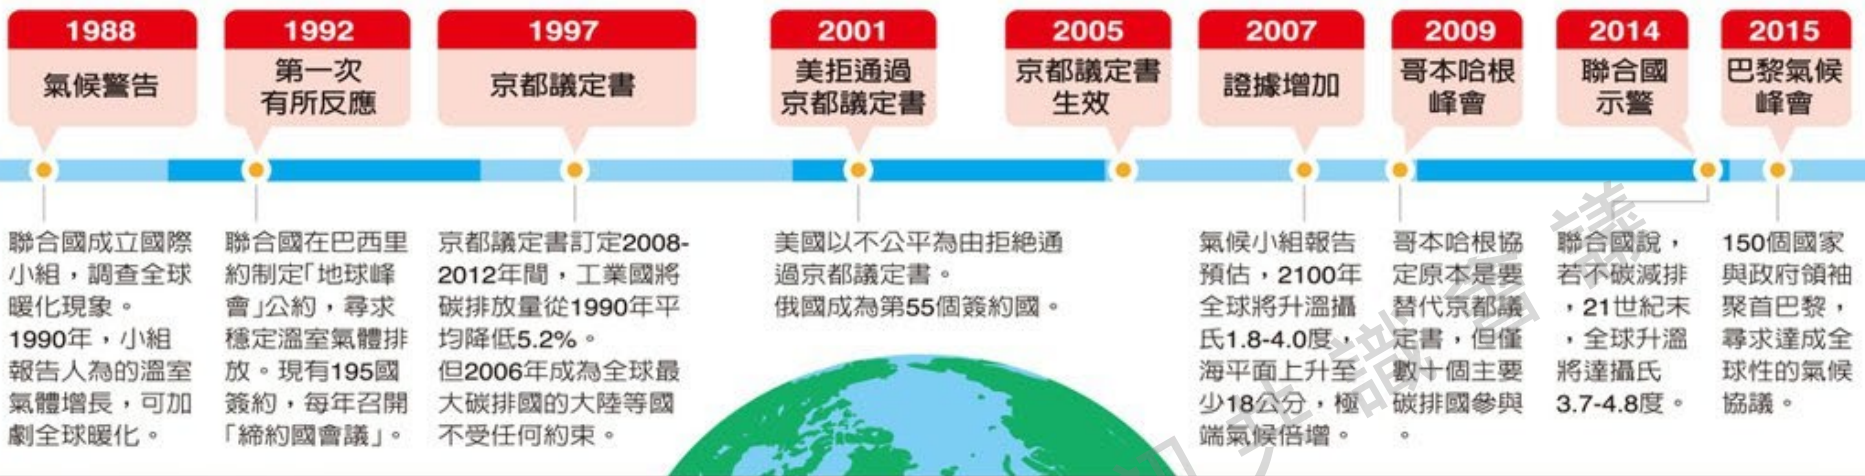 1988
氣候警告
聯合國成立國際
小組，調查全球
暖化現象。
1990年，小組
報告人為的溫室
氣體增長，可加
劇全球暖化。
1992
第一次
有所反應
聯合國在巴西里
約制定「地球峰
會」公約，尋求
穩定溫室氣體排
放。現有195國
簽約，每年召開
「締約國會議」。
1997
京都議定書
京都議定書訂定2008-
2012年間，工業國將
碳排放量從1990年平
均降低5.2%。
但2006年成為全球最
大碳排國的大陸等國
不受任何約束。
2001
美拒通過
京都議定書
美國以不公平為由拒絕通
過京都議定書。
俄國成為第55個簽約國。
2005
京都議定書
生效
2007
證據增加
氣候小組報告
預估，2100年
全球將升溫攝
氏1.8-4.0度，
海平面上升至
少18公分，極
端氣候倍增。
2009
哥本哈根
峰會
哥本哈根協
定原本是要
替代京都議
定書，但僅
數十個主要
碳排國參與
。
2014
聯合國
示警
聯合國說，
若不碳減排
，21世紀末
，全球升溫
將達攝氏
3.7-4.8度。
2015
巴黎氣候
峰會
150個國家
與政府領袖
聚首巴黎，
尋求達成全
球性的氣候
協議。
共識會議